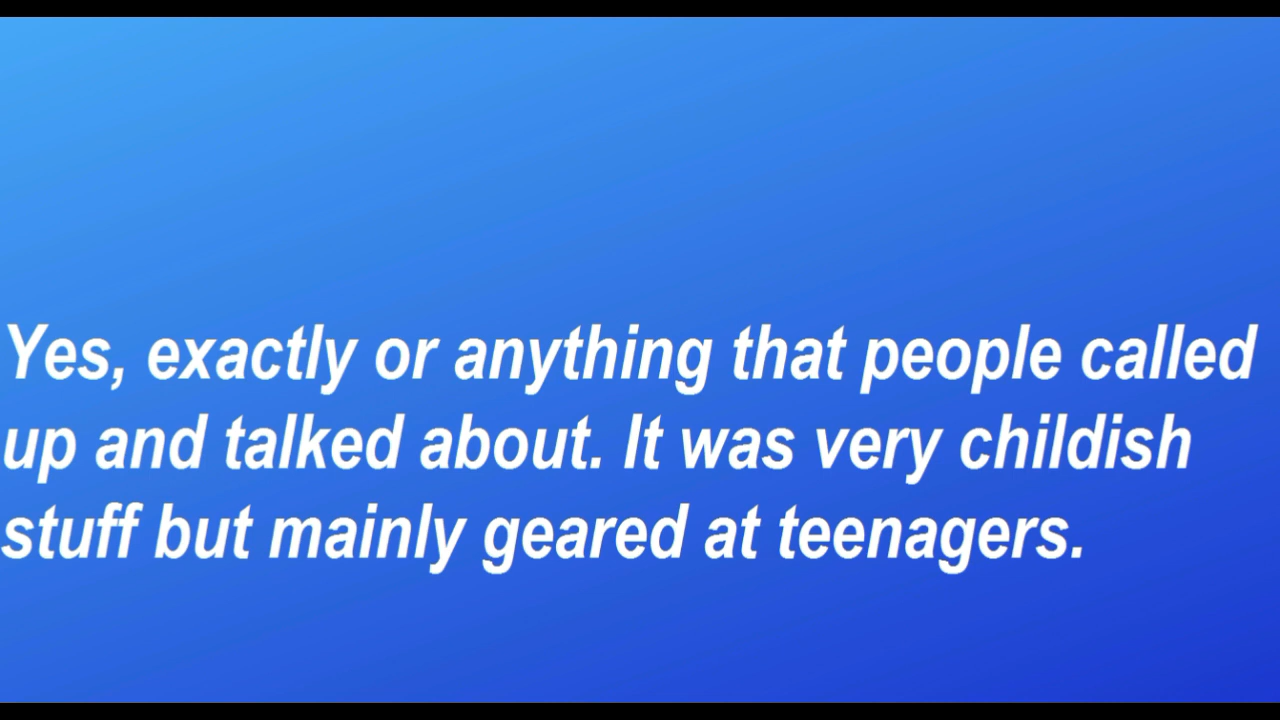 Yes, exactly or anything that people called
up and talked about. It was very childish
stuff but mainly geared at teenagers.